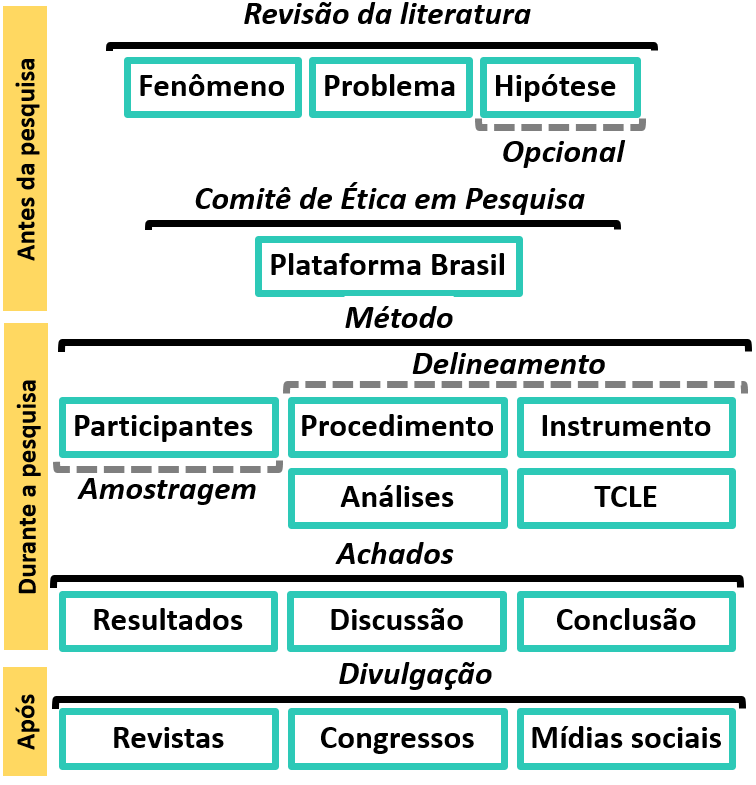 Antes da pesquisa
Revisão da literatura
Fenômeno
Problema
Hipótese
Opcional
Comitê de Ética em Pesquisa
Plataforma Brasil
Durante a pesquisa
Método
Delineamento
Participantes
Procedimento
Instrumento
Amostragem
Análises
TCLE
Achados
Resultados
Discussão
Conclusão
Após
Divulgação
Revistas
Congressos
Mídias sociais